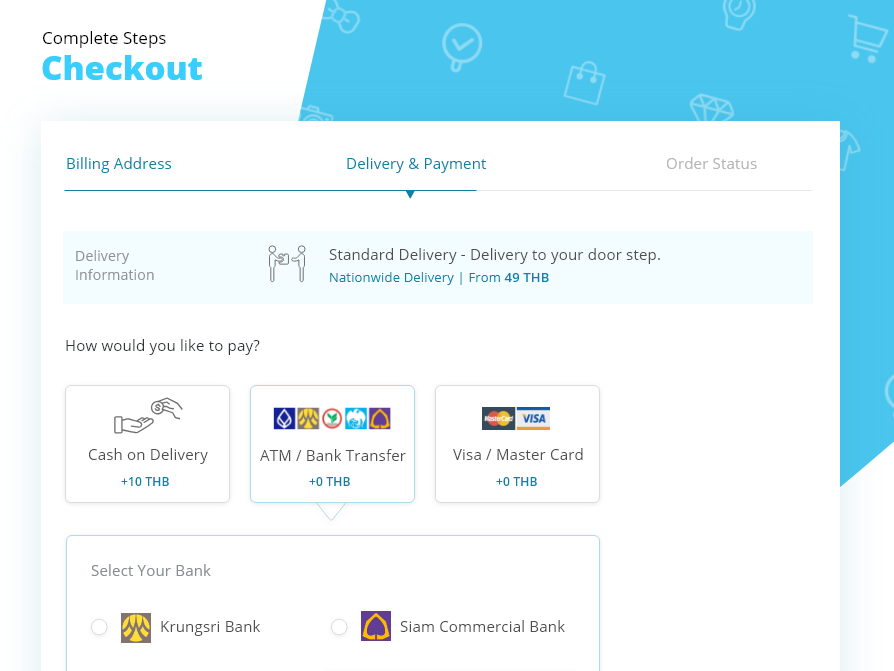 Complete Steps
Checkout
Billing Address
Delivery & Payment
Order Status
Delivery
Information
Standard Delivery - Delivery to your door step.
Nationwide Delivery | From 49 THB
How would you like to pay?
Cash on Delivery
+10 THB
ATM / Bank Transfer
+0 THB
MasterCard VISA
Visa / Master Card
+0 THB
Select Your Bank
Krungsri Bank
Siam Commercial Bank